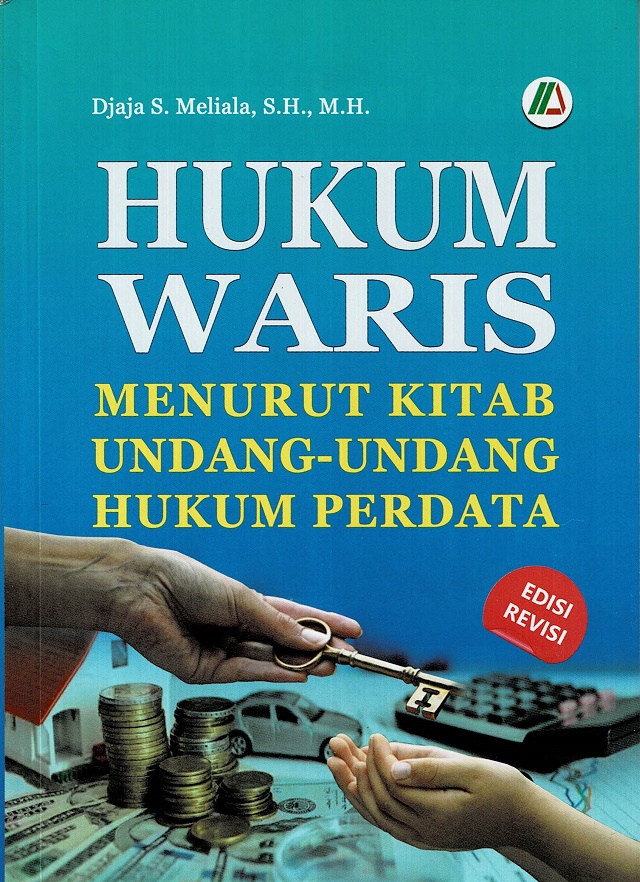 Djaja S. Meliala, S.H., M.H.
HUKUM
WARIS
MENURUT KITAB
UNDANG-UNDANG
HUKUM PERDATA
EDISI
REVISI